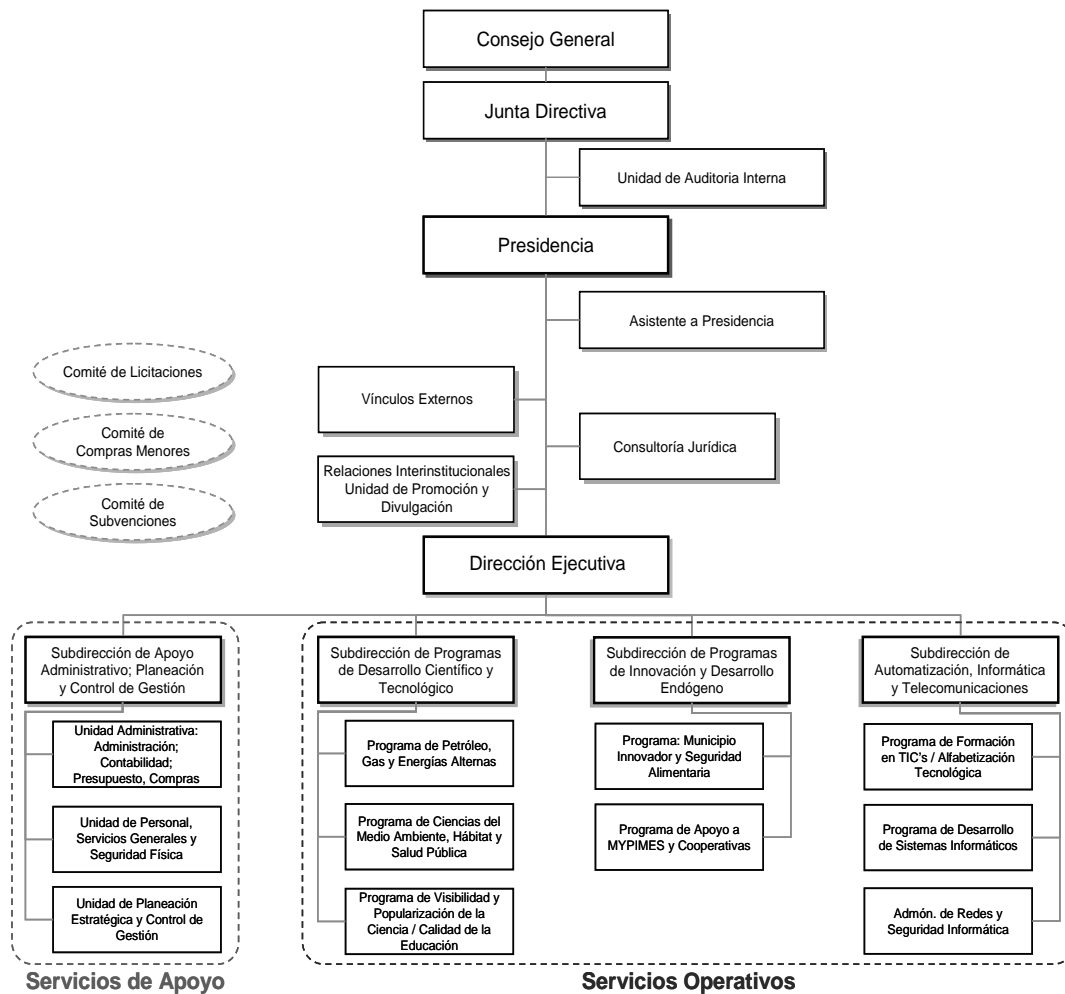 Consejo General
Junta Directiva
Unidad de Auditoria Interna
Presidencia
Asistente a Presidencia
Comité de Licitaciones
Vínculos Externos
Comité de
Compras Menores
Consultoría Jurídica
Relaciones Interinstitucionales
Unidad de Promoción y
Divulgación
Comité de
Subvenciones
Dirección Ejecutiva
Subdirección de Apoyo
Administrativo; Planeación
y Control de Gestión
Subdirección de Programas
de Desarrollo Científico y
Tecnológico
Subdirección de Programas
de Innovación y Desarrollo
Endógeno
Subdirección de
Automatización, Informática
y Telecomunicaciones
Unidad Administrativa:
Administración;
Contabilidad;
Presupuesto, Compras
Programa de Petróleo,
Gas y Energías Alternas
Programa: Municipio
Innovador y Seguridad
Alimentaria
Programa de Formación
en TIC's / Alfabetización
Tecnológica
Unidad de Personal,
Servicios Generales y
Seguridad Física
Programa de Ciencias del
Medio Ambiente, Hábitat y
Salud Pública
Programa de Apoyo a
MYPIMES y Cooperativas
Programa de Desarrollo
de Sistemas Informáticos
Unidad de Planeación
Estratégica y Control de
Gestión
Programa de Visibilidad y
Popularización de la
Ciencia / Calidad de la
Educación
Admón. de Redes y
Seguridad Informática
Servicios de Apoyo
Servicios Operativos